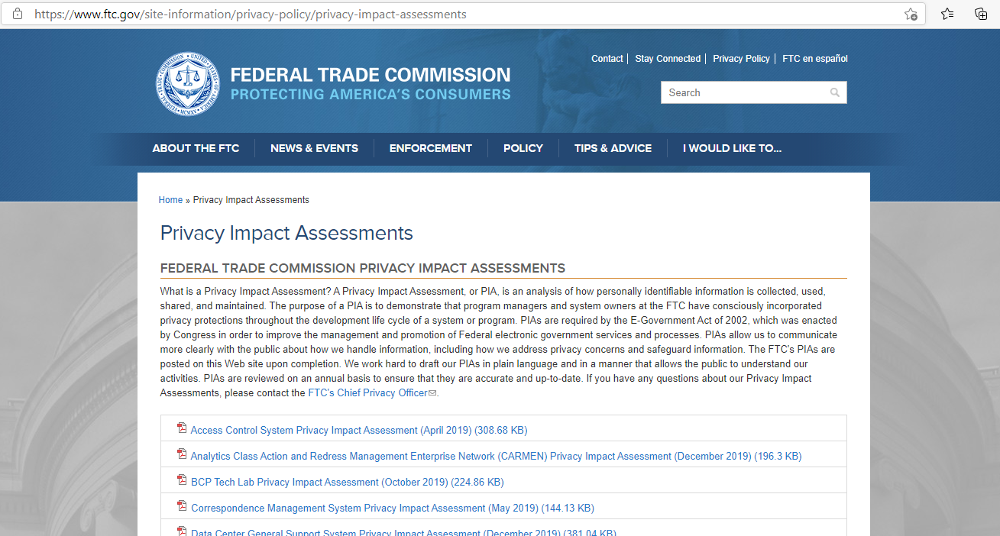 https://www.ftc.gov/site-information/privacy-policy/privacy-impact-assessments
FEDERAL TRADE COMMISSION
PROTECTING AMERICA'S CONSUMERS
Contact | Stay Connected | Privacy Policy | FTC en español
Search
ABOUT THE FTC
NEWS & EVENTS
ENFORCEMENT
POLICY
TIPS & ADVICE
I WOULD LIKE TO...
Home » Privacy Impact Assessments
Privacy Impact Assessments
FEDERAL TRADE COMMISSION PRIVACY IMPACT ASSESSMENTS
What is a Privacy Impact Assessment? A Privacy Impact Assessment, or PIA, is an analysis of how personally identifiable information is collected, used,
shared, and maintained. The purpose of a PIA is to demonstrate that program managers and system owners at the FTC have consciously incorporated
privacy protections throughout the development life cycle of a system or program. PIAs are required by the E-Government Act of 2002, which was enacted
by Congress in order to improve the management and promotion of Federal electronic government services and processes. PIAs allow us to communicate
more clearly with the public about how we handle information, including how we address privacy concerns and safeguard information. The FTC's PIAs are
posted on this Web site upon completion. We work hard to draft our PIAs in plain language and in a manner that allows the public to understand our
activities. PIAs are reviewed on an annual basis to ensure that they are accurate and up-to-date. If you have any questions about our Privacy Impact
Assessments, please contact the FTC's Chief Privacy Officer.
Access Control System Privacy Impact Assessment (April 2019) (308.68 KB)
Analytics Class Action and Redress Management Enterprise Network (CARMEN) Privacy Impact Assessment (December 2019) (196.3 KB)
BCP Tech Lab Privacy Impact Assessment (October 2019) (224.86 KB)
Correspondence Management System Privacy Impact Assessment (May 2019) (144.13 KB)
Data Center General Support System Privacy Impact Assessment (December 2019) (381.04 KB)